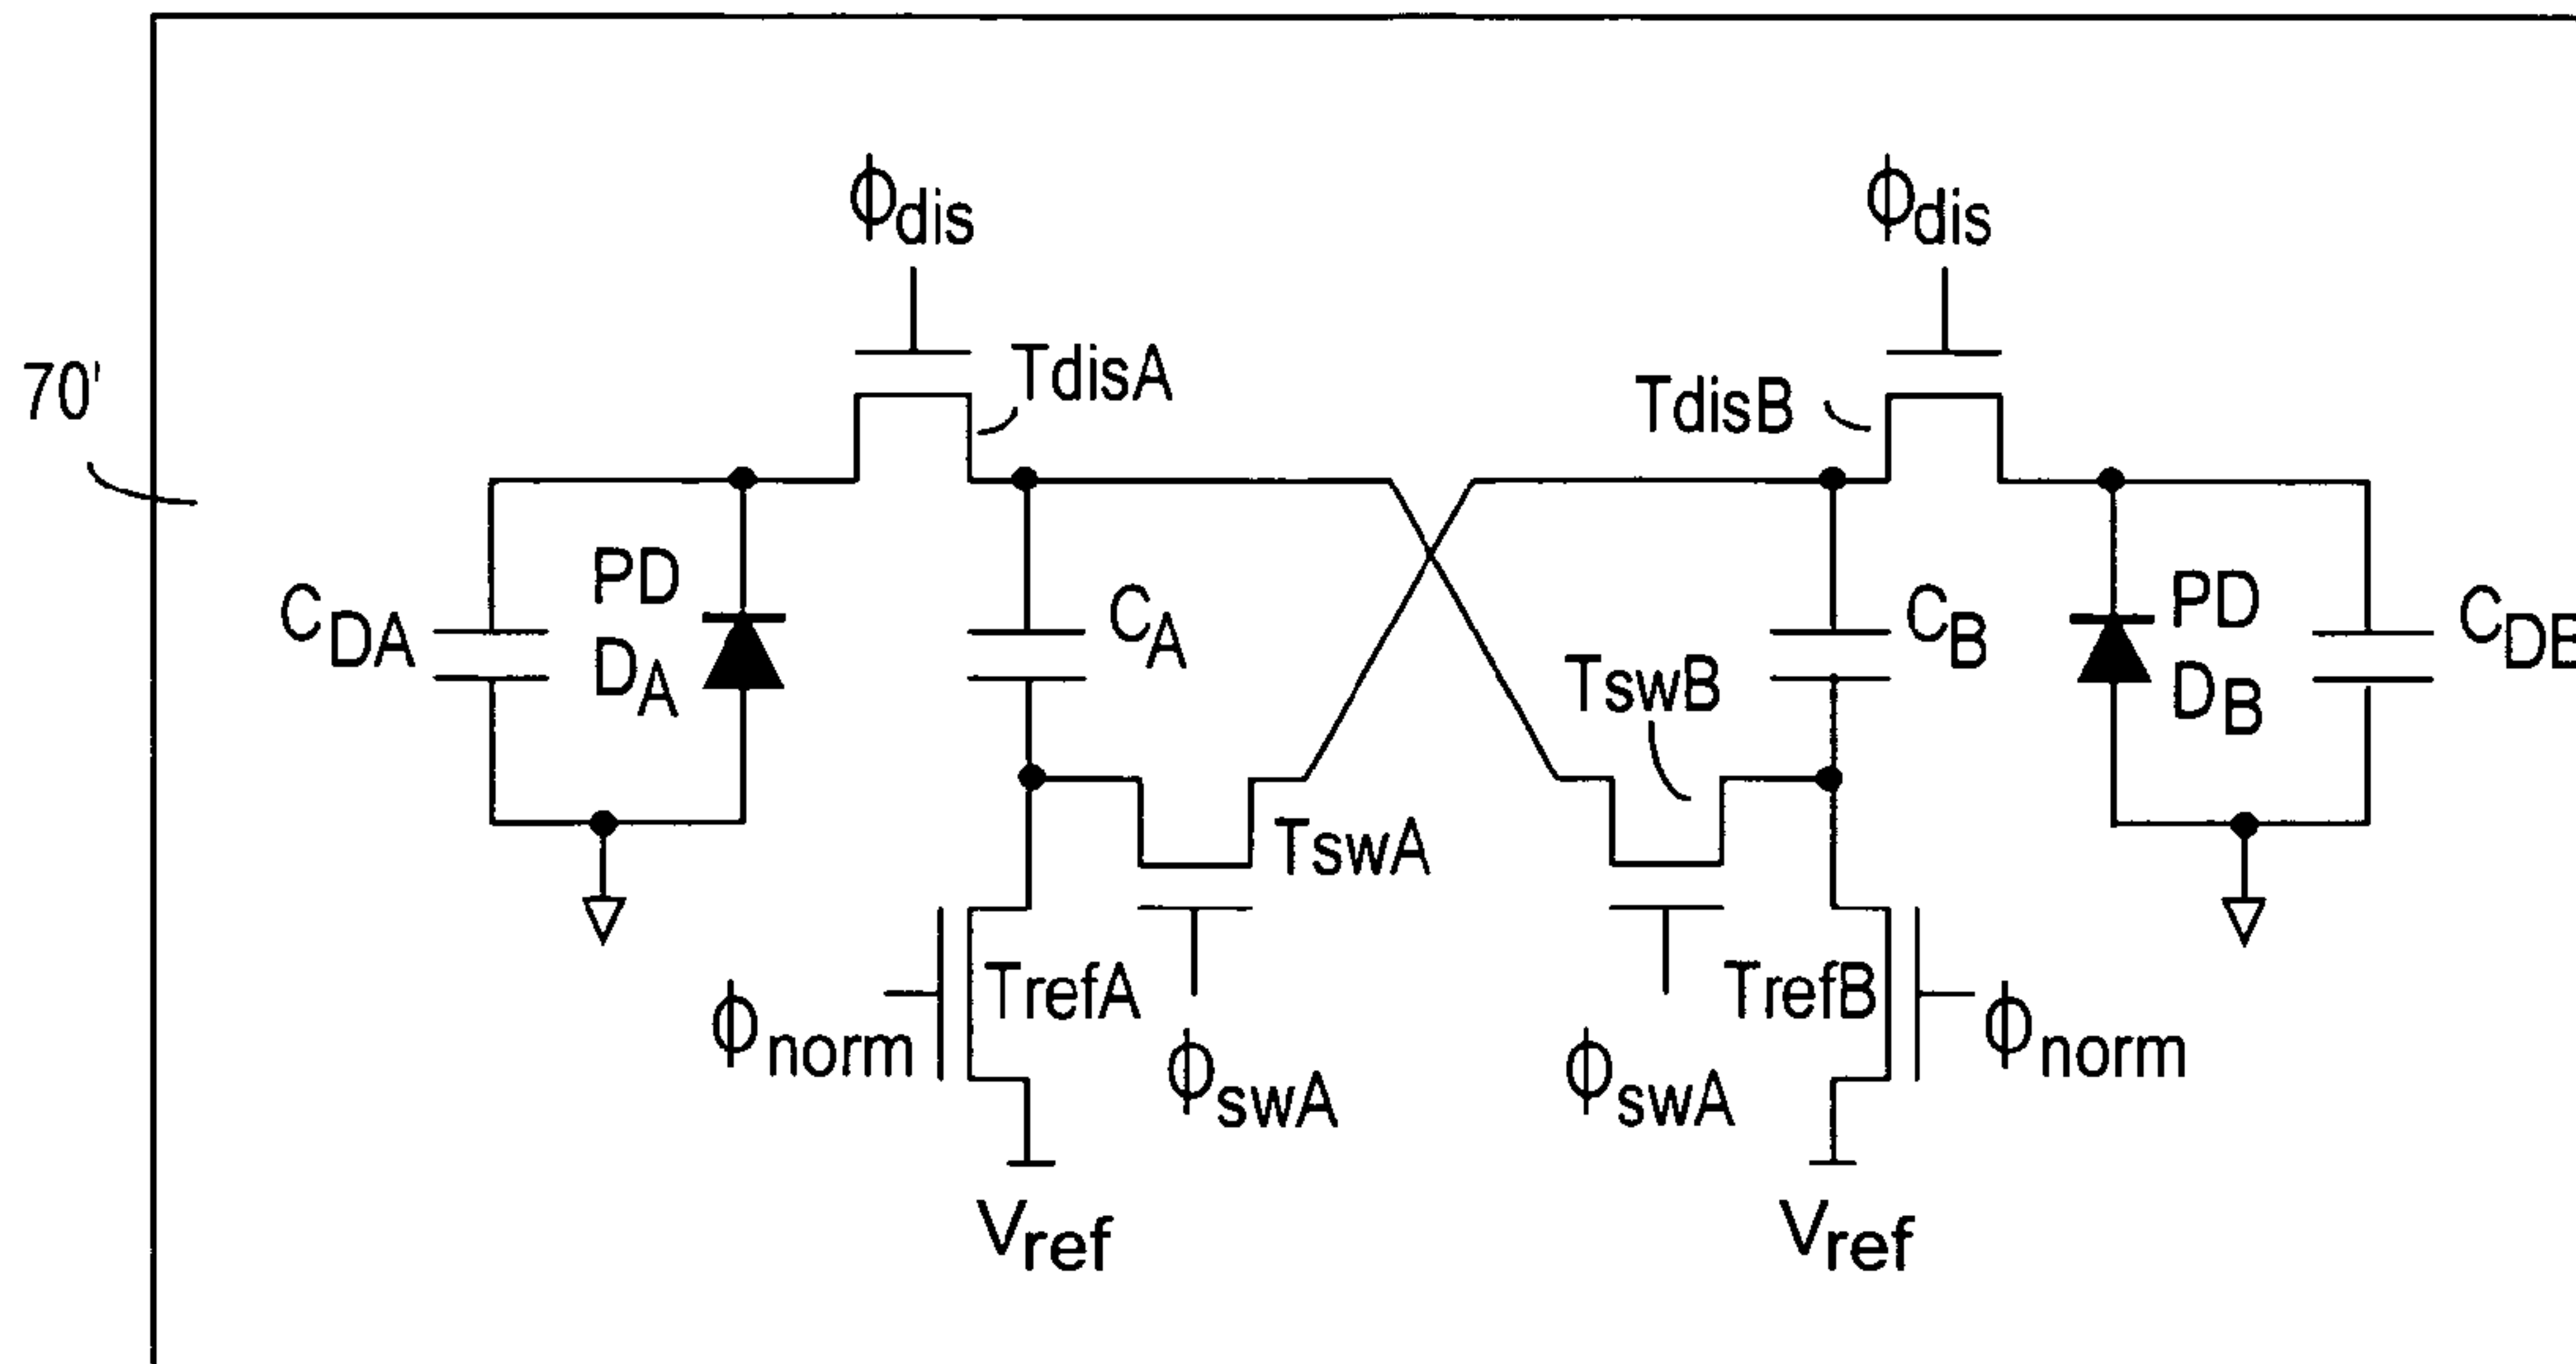 ϕdis
ϕdis
TdisA
TdisB
70'
CDA
PD
DA
CA
TswB
CB
PD
DB
CDB
TswA
TrefA
TrefB
ϕnorm
ϕswA
ϕswA
ϕnorm
Vref
Vref